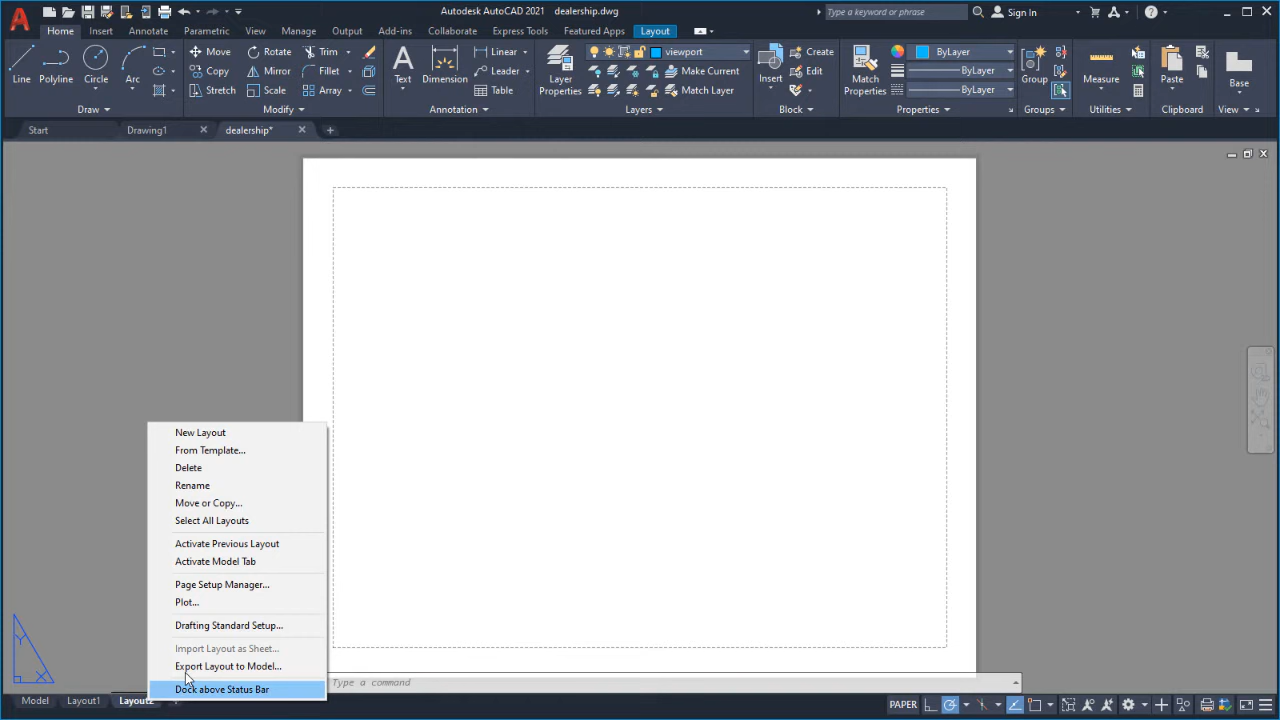 Autodesk AutoCAD 2021 dealership.dwg
Type a keyword or phrase
Sign In
Home Insert Annotate Parametric View Manage Output Add-ins Collaborate Express Tools Featured Apps Layout
Line
Polyline
Circle
Arc
Draw
Move
Rotate
Trim
Copy
Mirror
Fillet
Stretch
Scale
Array
Modify
Text
Dimension
Linear
Leader
Table
Annotation
Layer
Properties
viewport
Make Current
Match Layer
Layers
Insert
Create
Edit
Block
Match
Properties
ByLayer
ByLayer
ByLayer
Properties
Group
Groups
Measure
Utilities
Paste
Clipboard
Base
View
Start
Drawing1
dealership*
New Layout
From Template...
Delete
Rename
Move or Copy...
Select All Layouts
Activate Previous Layout
Activate Model Tab
Page Setup Manager...
Plot...
Drafting Standard Setup...
Import Layout as Sheet...
Export Layout to Model...
Dock above Status Bar
Y
X
Type a command
Model
Layout1
Layout2
PAPER